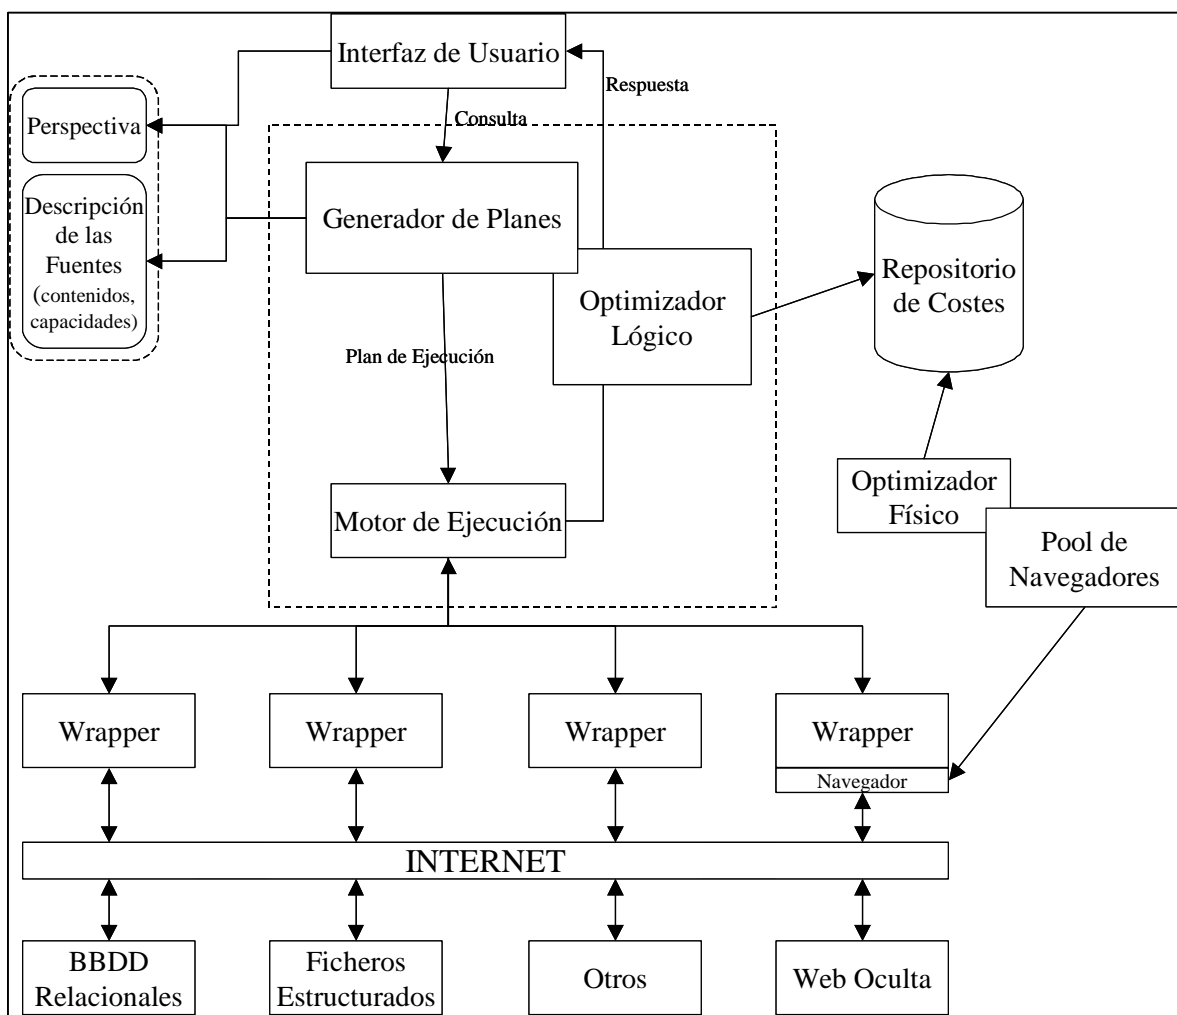 Interfaz de Usuario
Respuesta
Consulta
Perspectiva
Descripción
de las
Fuentes
(contenidos,
capacidades)
Generador de Planes
Optimizador
Lógico
Repositorio
de Costes
Plan de Ejecución
Motor de Ejecución
Optimizador
Físico
Pool de
Navegadores
Wrapper
Wrapper
Wrapper
Wrapper
Navegador
INTERNET
BBDD
Relacionales
Ficheros
Estructurados
Otros
Web Oculta